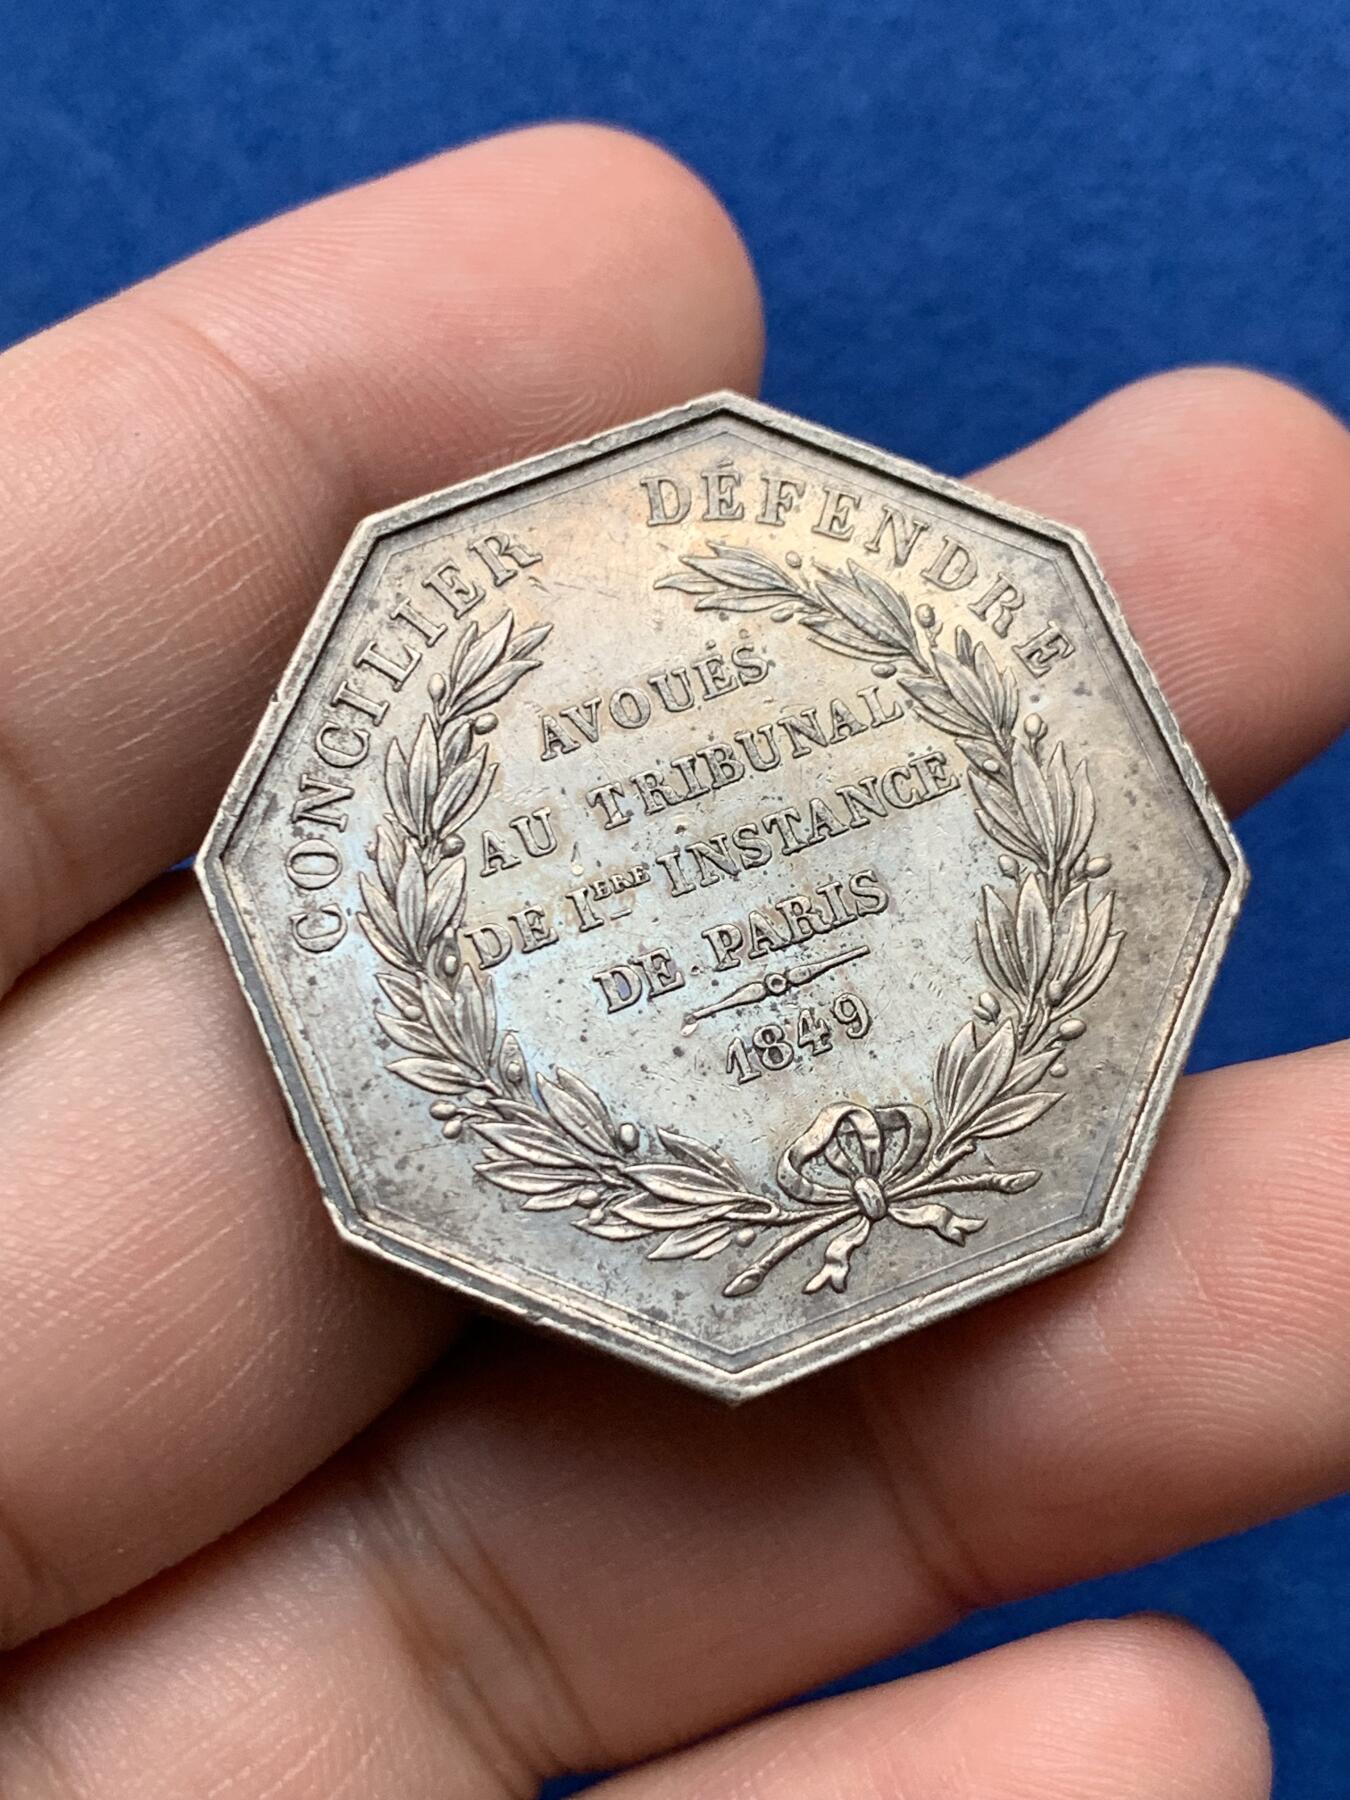 CONCILIER DÉFENDRE
AVOUÉS
AU TRIBUNAL
DE 1ÈRE INSTANCE
DE PARIS
1849